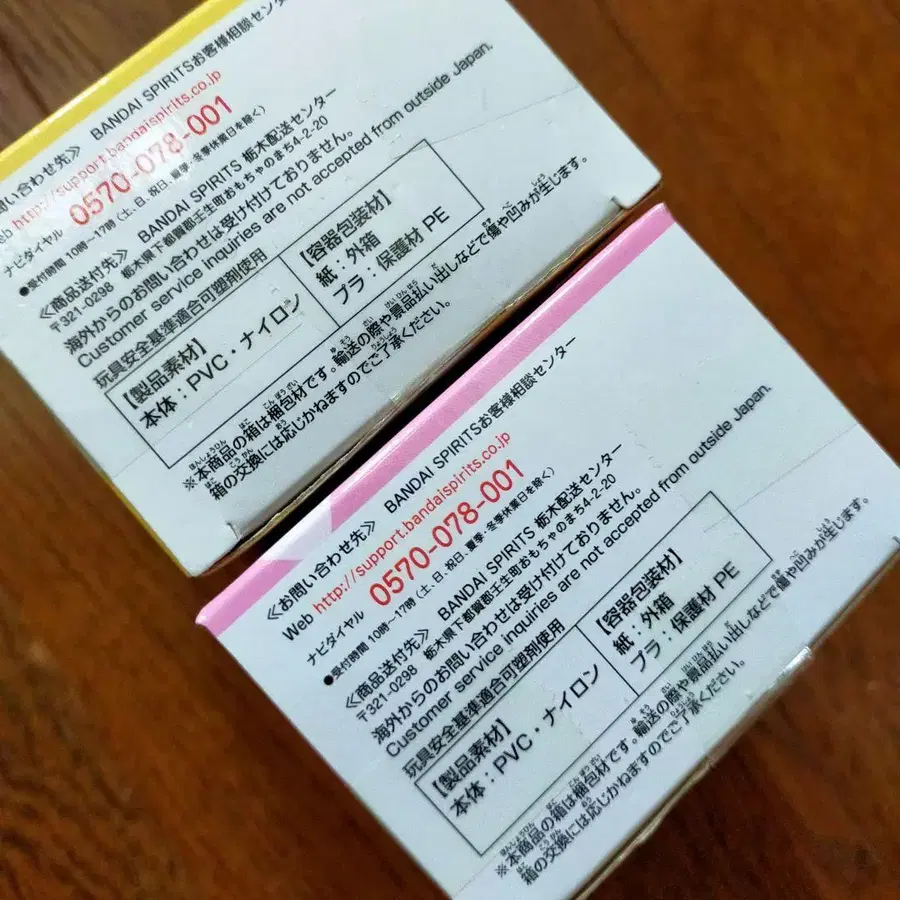 問い合わせ先》 BANDAI SPIRITSお客様相談センタ
Web http://support.bandaispirits.co.jp
ナビダイヤル 0570-078-001
●受付時間 10時~17時 (土、日、祝日、夏季・冬季休業日を除く)
《商品送付先》 BANDAI SPIRITS 栃木配送センター
〒321-0298 栃木県下都賀郡壬生町おもちゃのまち4-2-20
海外からのお問い合わせは受け付けておりません。
Customer service inquiries are not accepted from outside Japan.
玩具安全基準適合可塑剤使用
【製品素材】
本体:PVC・ナイロン
【容器包装材】
紙:外箱
プラ:保護材 PE
※本商品の箱は梱包材です。輸送の際や景品払い出しなどで傷や凹みが生じます。
箱の交換には応じかねますのでご了承ください。
《お問い合わせ先》 BANDAI SPIRITSお客様相談センター
Web http://support.bandaispirits.co.jp
ナビダイヤル 0570-078-001
●受付時間 10時~17時 (土、日、祝日、夏季・冬季休業日を除く)
《商品送付先》 BANDAI SPIRITS 栃木配送センター
〒321-0298 栃木県下都賀郡壬生町おもちゃのまち4-2-20
海外からのお問い合わせは受け付けておりません。
Customer service inquiries are not accepted from outside Japan.
玩具安全基準適合可塑剤使用
【製品素材】
本体:PVC・ナイロン
【容器包装材】
紙:外箱
プラ:保護材 PE
※本商品の箱は梱包材です。輸送の際や景品払い出しなどで傷や凹みが生じます。
箱の交換には応じかねますのでご了承ください。